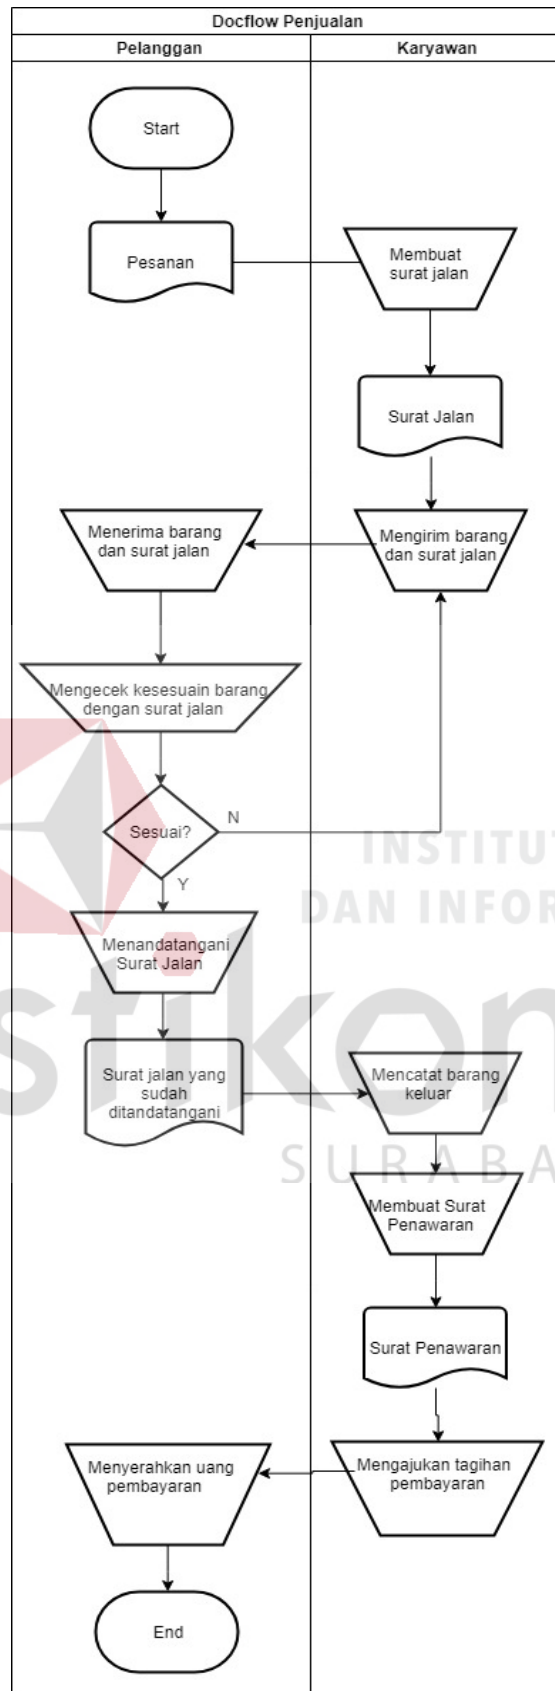 Docflow Penjualan
Pelanggan
Karyawan
Start
Pesanan
Membuat
surat jalan
Surat Jalan
Menerima barang
dan surat jalan
Mengirim barang
dan surat jalan
Mengecek kesesuain barang
dengan surat jalan
Sesuai?
N
Y
INSTITUT
DAN INFOR
Menandatangani
Surat Jalan
stikom
Surat jalan yang
sudah
ditandatangani
Mencatat barang
keluar
SURABA
Membuat Surat
Penawaran
Surat Penawaran
Menyerahkan uang
pembayaran
Mengajukan tagihan
pembayaran
End